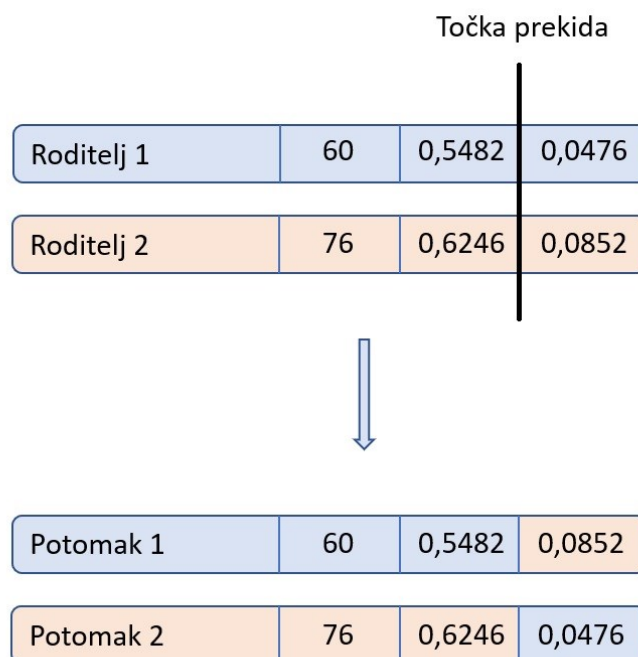 Točka prekida
Roditelj 1 60 0,5482 0,0476
Roditelj 2 76 0,6246 0,0852
Potomak 1 60 0,5482 0,0852
Potomak 2 76 0,6246 0,0476